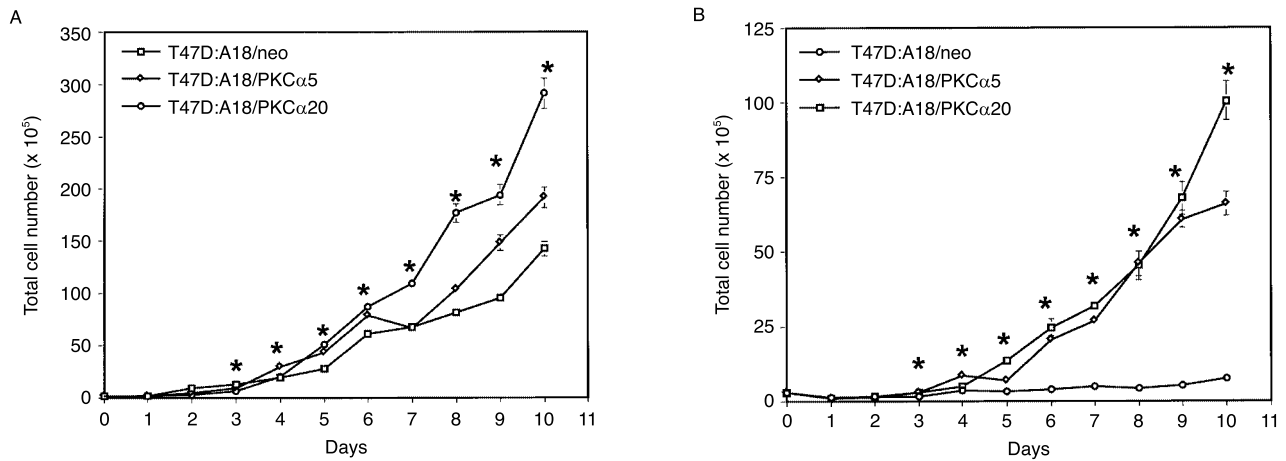 A
Total cell number (x 10⁵)
350
300
250
200
150
100
50
0
T47D:A18/neo
T47D:A18/PKCα5
T47D:A18/PKCα20
* * * * * * * *
0 1 2 3 4 5 6 7 8 9 10 11
Days
B
Total cell number (x 10⁵)
125
100
75
50
25
0
T47D:A18/neo
T47D:A18/PKCα5
T47D:A18/PKCα20
* * * * * * * *
0 1 2 3 4 5 6 7 8 9 10 11
Days